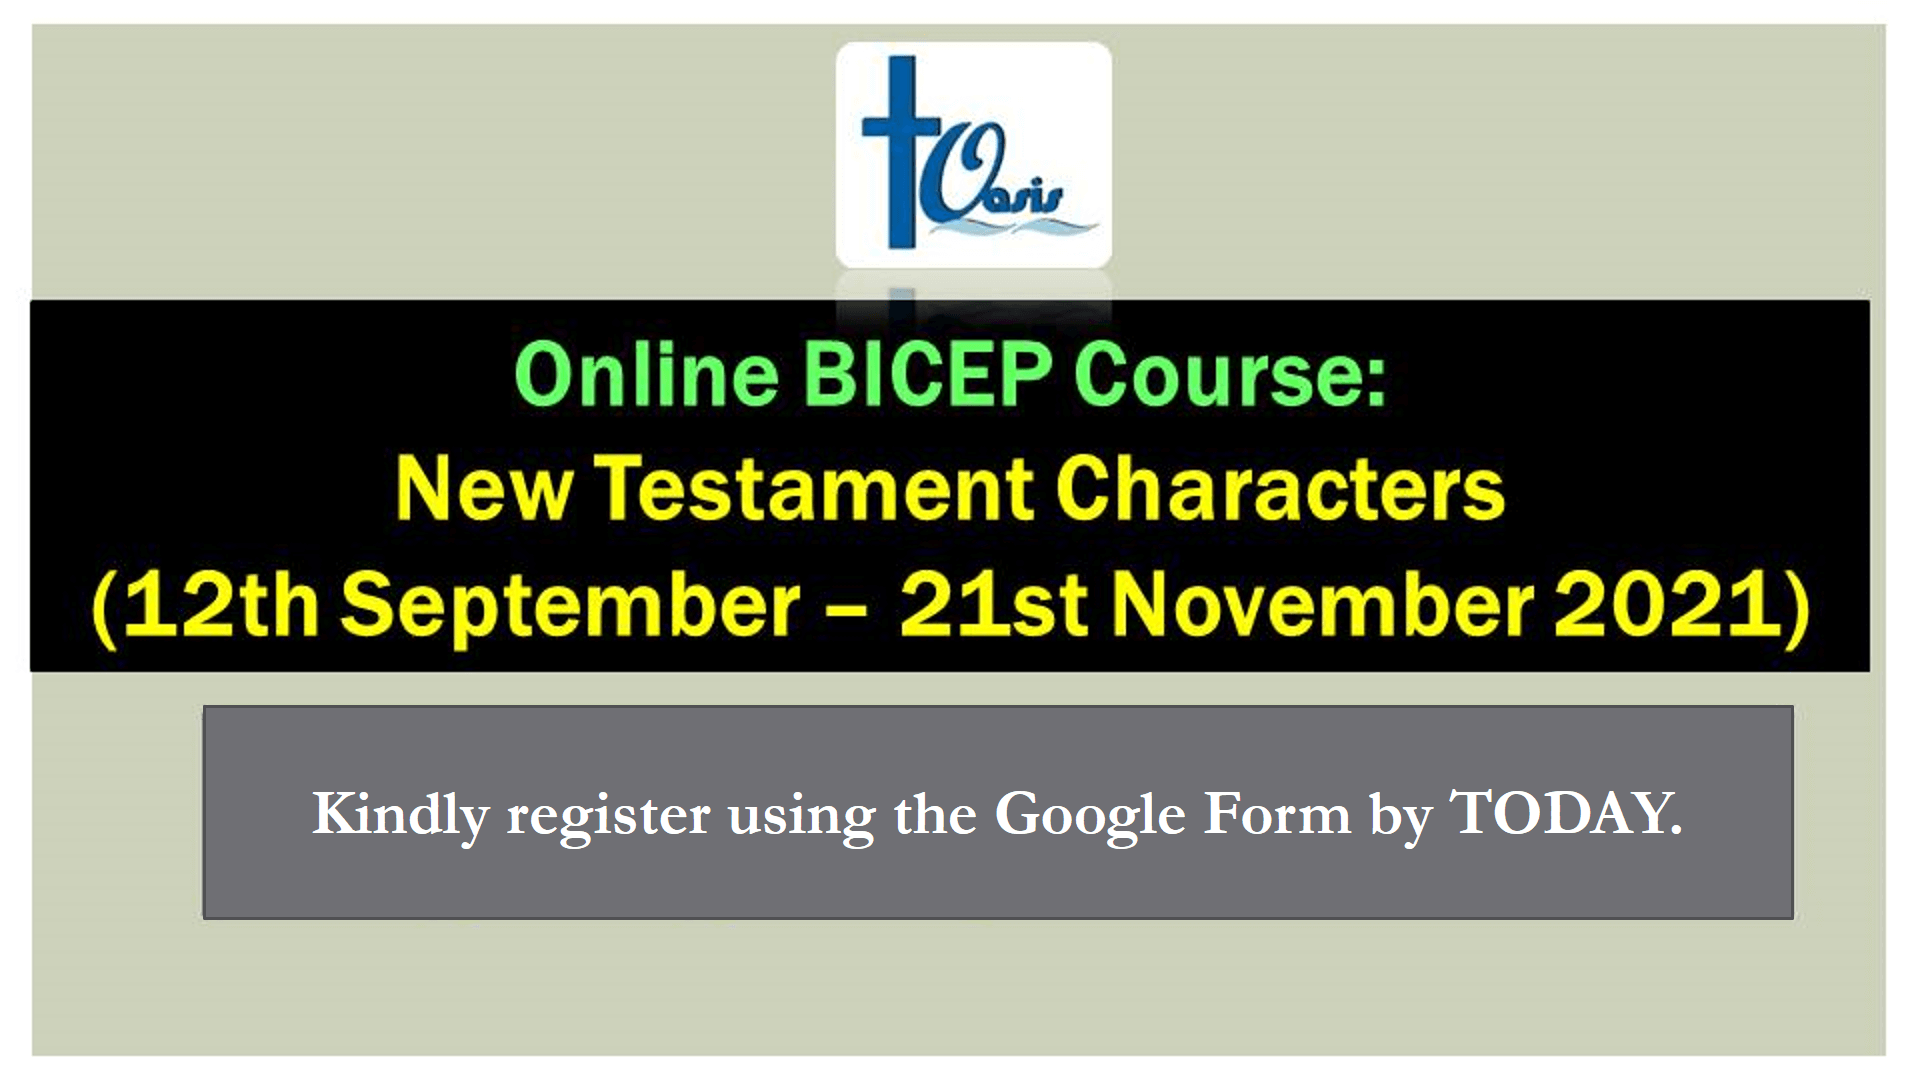 Oasis
Online BICEP Course:
New Testament Characters
(12th September – 21st November 2021)
Kindly register using the Google Form by TODAY.